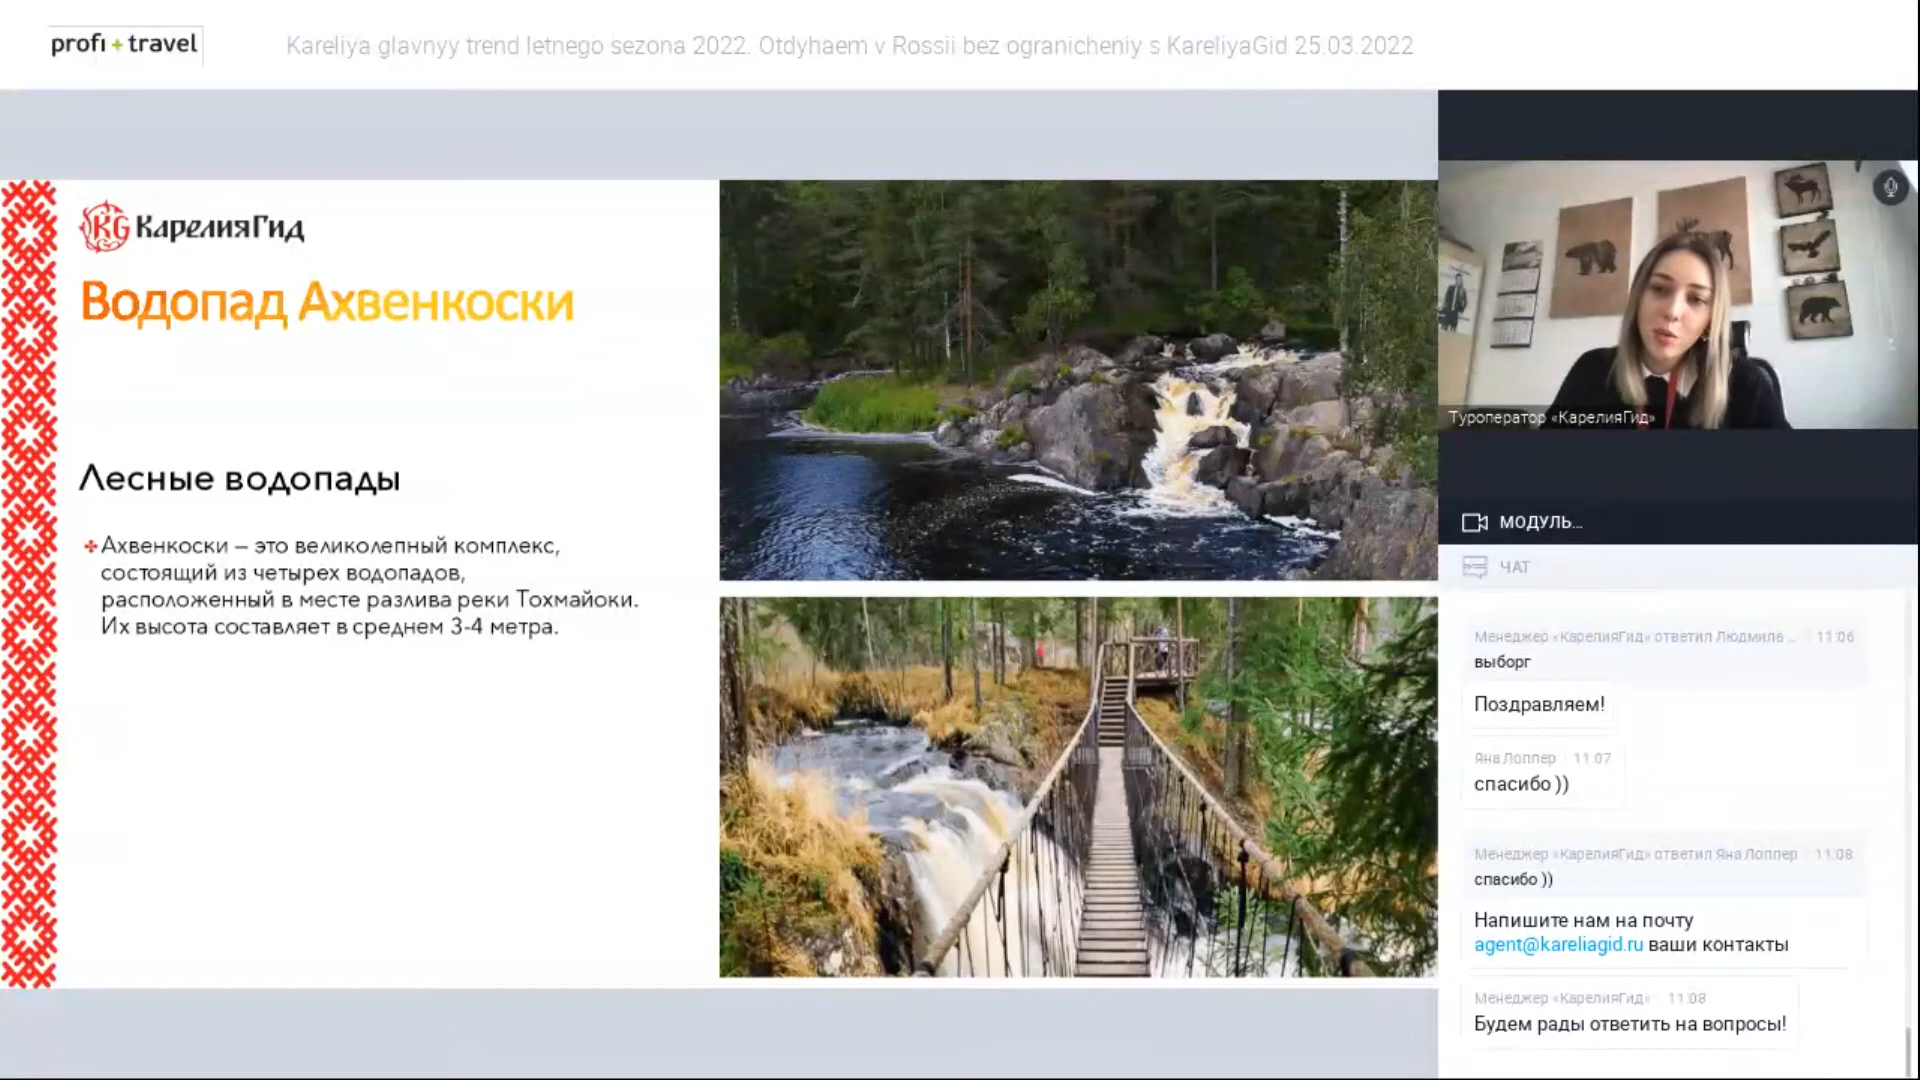 profi + travel
Kareliya glavnyy trend letnego sezona 2022. Otdyhaem v Rossii bez ogranicheniy s KareliyaGid 25.03.2022
KG КарелияГид
Водопад Ахвенкоски
Лесные водопады
Ахвенкоски – это великолепный комплекс,
состоящий из четырех водопадов,
расположенный в месте разлива реки Тохмайоки.
Их высота составляет в среднем 3-4 метра.
Туроператор «КарелияГид»
МОДУЛЬ...
ЧАТ
Менеджер «КарелияГид» ответил Людмила ... 11:06
выборг
Поздравляем!
Яна Лоппер 11:07
спасибо ))
Менеджер «КарелияГид» ответил Яна Лоппер 11:08
спасибо ))
Напишите нам на почту
agent@kareliagid.ru ваши контакты
Менеджер «КарелияГид» 11:08
Будем рады ответить на вопросы!